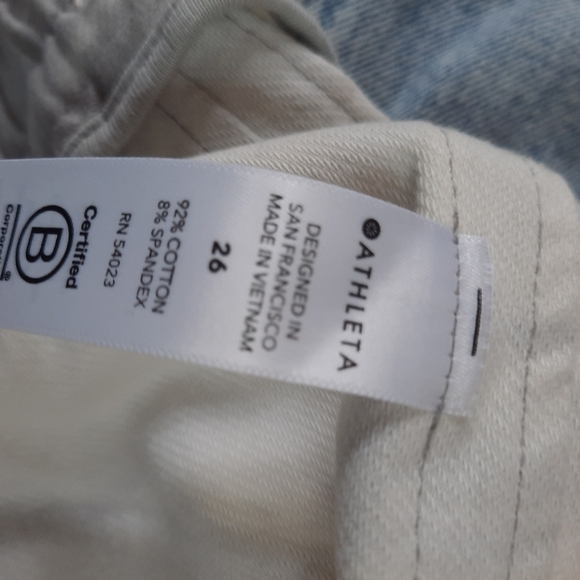 ATHLETA
DESIGNED IN
SAN FRANCISCO
MADE IN VIETNAM
26
92% COTTON
8% SPANDEX
RN 54023
Certified
B
Corporation